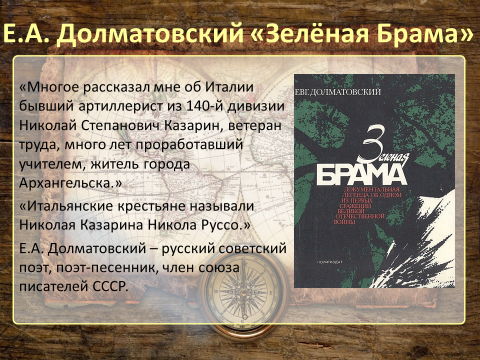 Е.А. Долматовский «Зелёная Брама»
«Многое рассказал мне об Италии
бывший артиллерист из 140-й дивизии
Николай Степанович Казарин, ветеран
труда, много лет проработавший
учителем, житель города
Архангельска.»
«Итальянские крестьяне называли
Николая Казарина Никола Руссо.»
Е.А. Долматовский – русский советский
поэт, поэт-песенник, член союза
писателей СССР.
ЕВГ.ДОЛМАТОВСКИЙ
Зеленая
БРАМА
ДОКУМЕНТАЛЬНАЯ
ЛЕГЕНДА ОБ ОДНОМ
ИЗ ПЕРВЫХ
СРАЖЕНИЙ
ВЕЛИКОЙ
ОТЕЧЕСТВЕННОЙ
ВОЙНЫ
ПОЛИТИЗДАТ